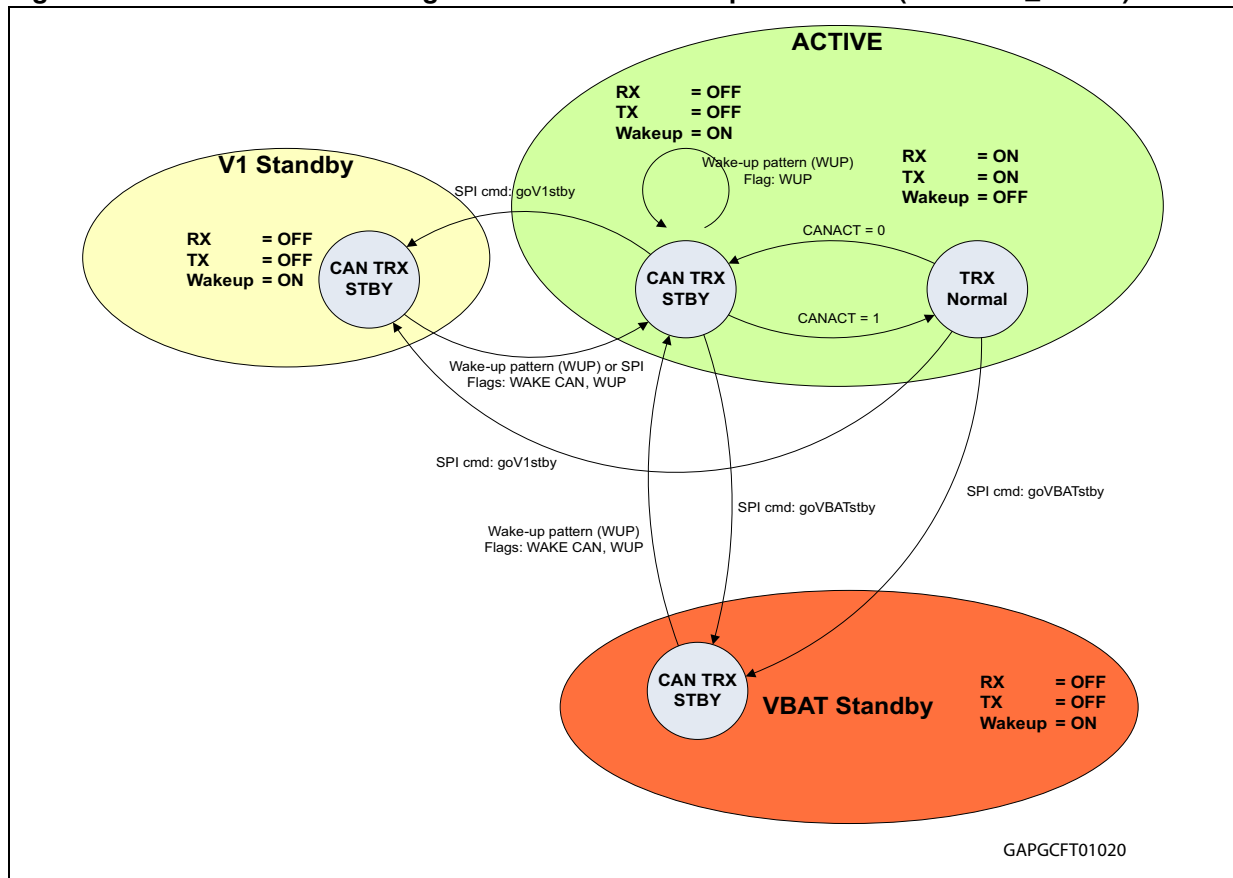 ACTIVE
RX = OFF
TX = OFF
Wakeup = ON
Wake-up pattern (WUP)
Flag: WUP
RX = ON
TX = ON
Wakeup = OFF
V1 Standby
SPI cmd: goV1stby
RX = OFF
TX = OFF
Wakeup = ON
CAN TRX
STBY
CAN TRX
STBY
CANACT = 0
TRX
Normal
CANACT = 1
Wake-up pattern (WUP) or SPI
Flags: WAKE CAN, WUP
SPI cmd: goV1stby
SPI cmd: goVBATstby
SPI cmd: goVBATstby
Wake-up pattern (WUP)
Flags: WAKE CAN, WUP
CAN TRX
STBY
VBAT Standby
RX = OFF
TX = OFF
Wakeup = ON
GAPGCFT01020